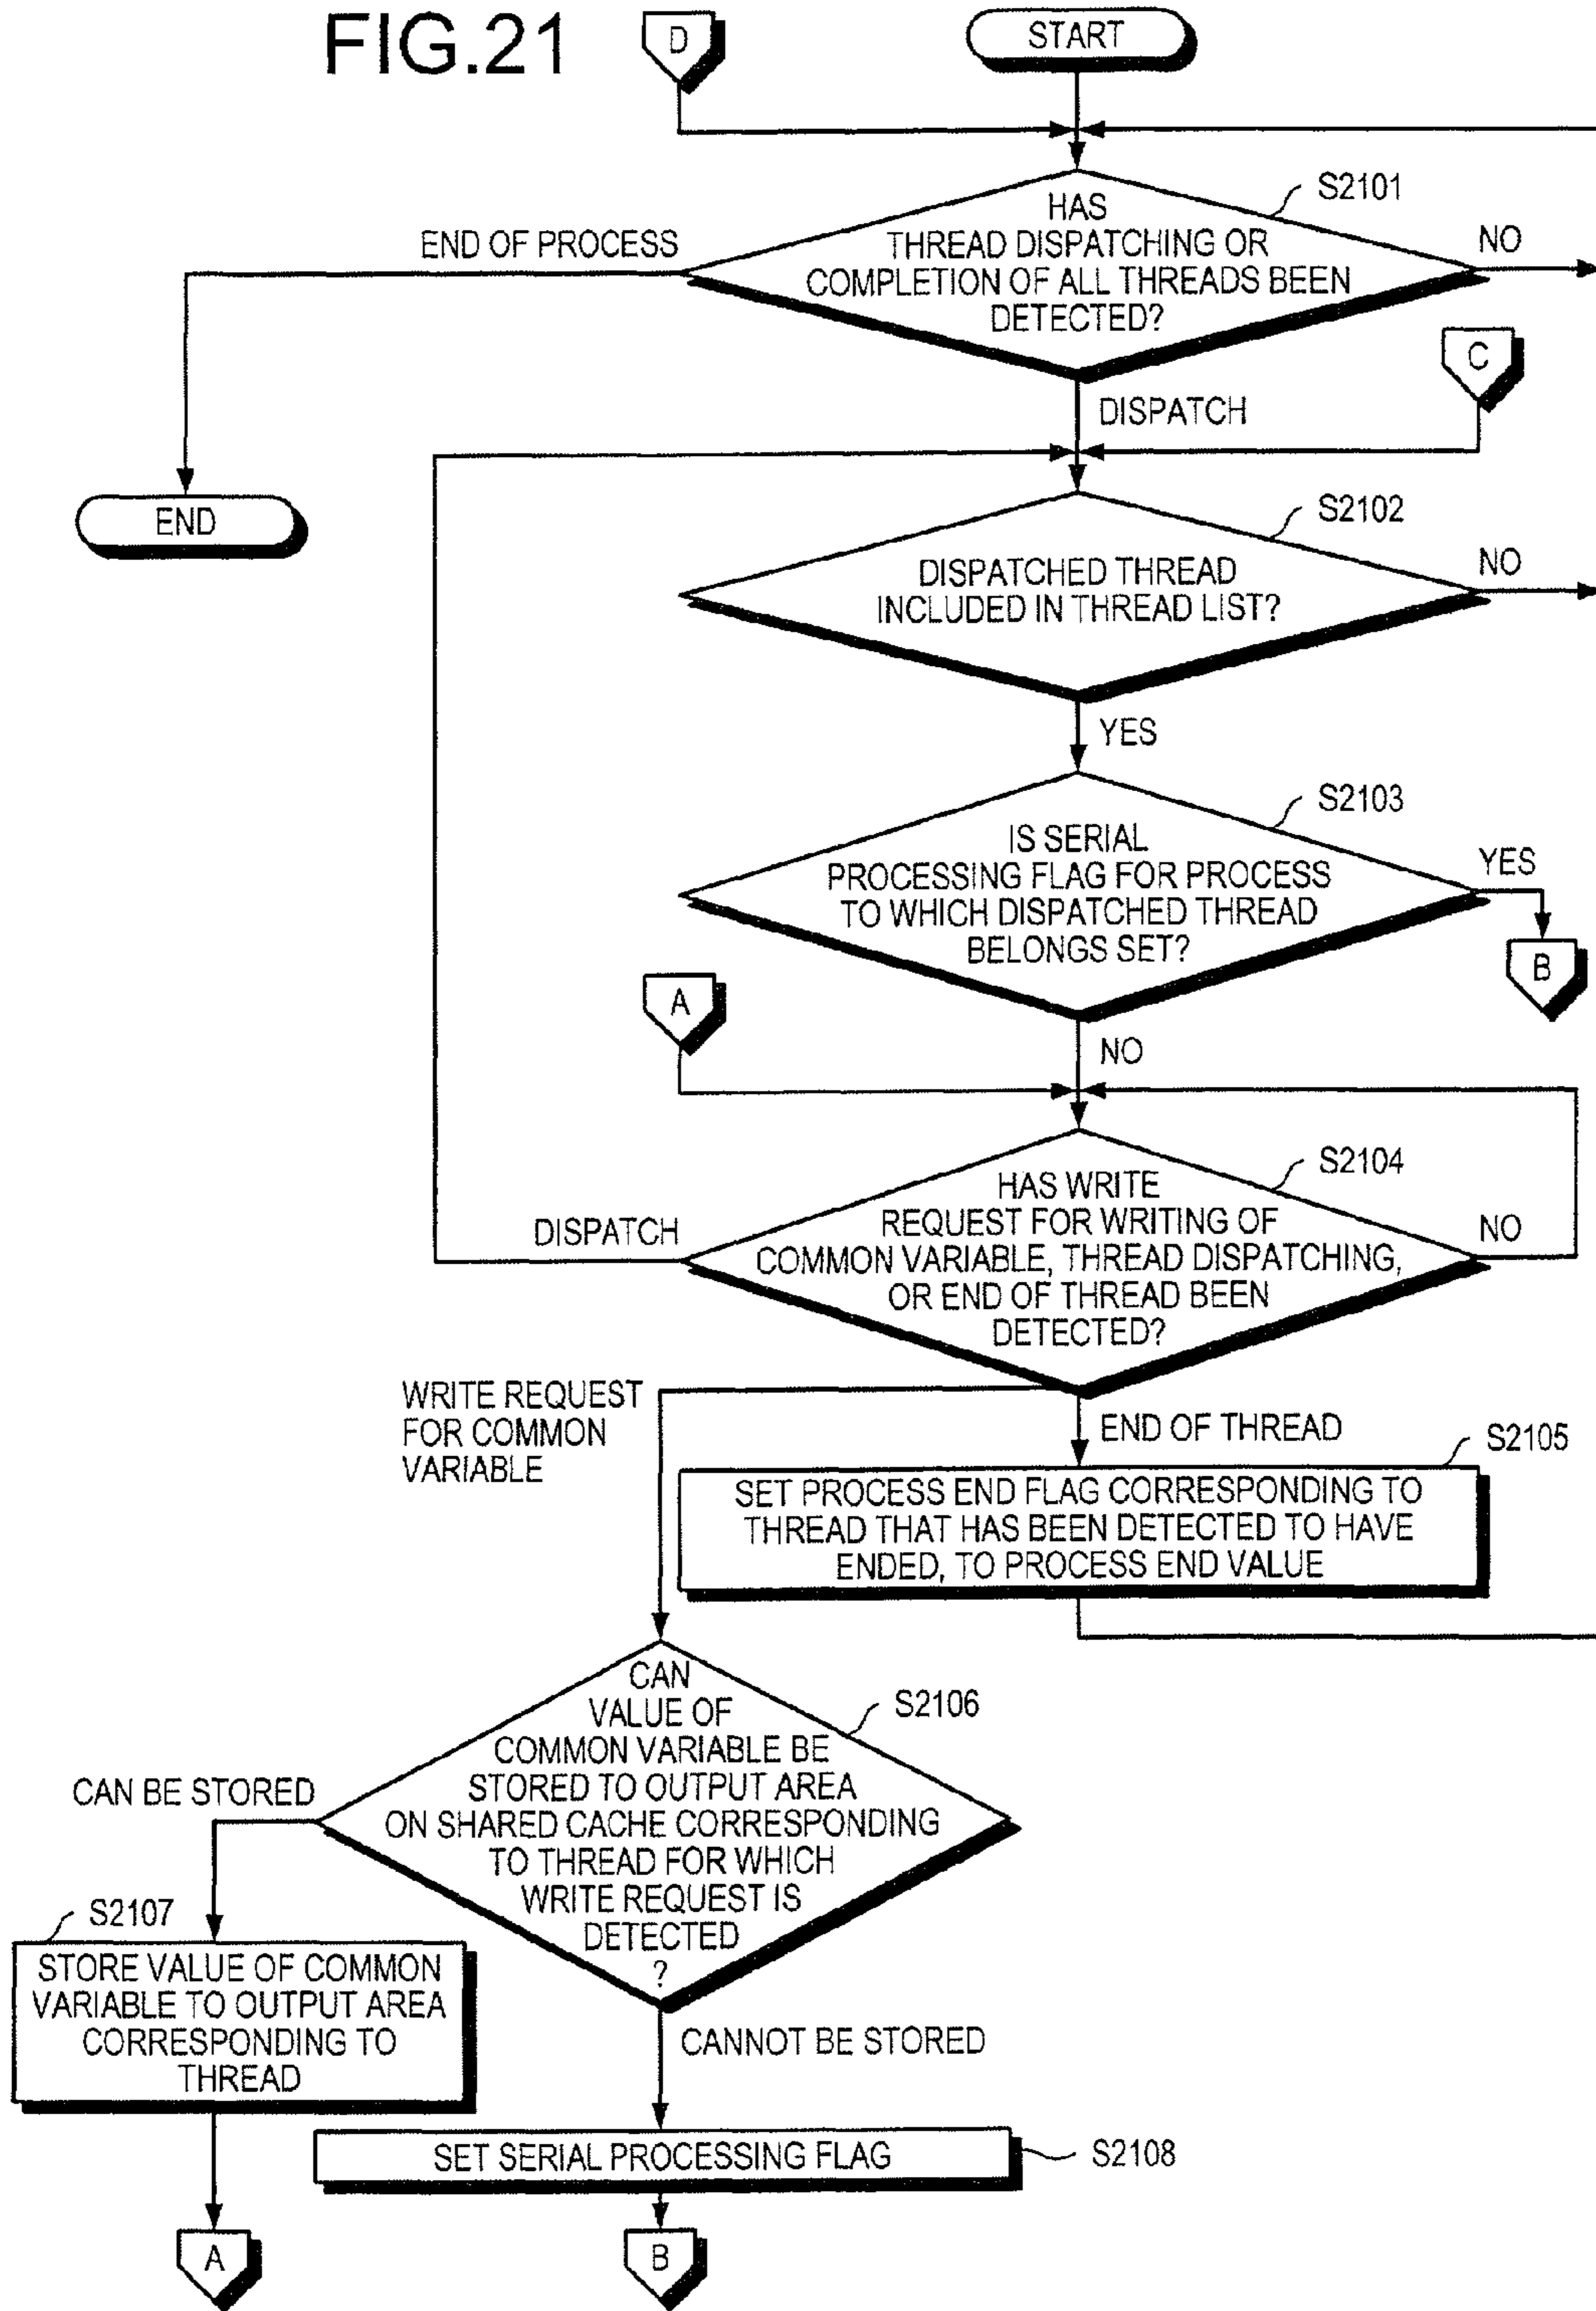 FIG.21
D
START
S2101
HAS
THREAD DISPATCHING OR
COMPLETION OF ALL THREADS BEEN
DETECTED?
END OF PROCESS
NO
C
DISPATCH
END
S2102
DISPATCHED THREAD
INCLUDED IN THREAD LIST?
NO
YES
S2103
IS SERIAL
PROCESSING FLAG FOR PROCESS
TO WHICH DISPATCHED THREAD
BELONGS SET?
YES
B
A
NO
S2104
HAS WRITE
REQUEST FOR WRITING OF
COMMON VARIABLE, THREAD DISPATCHING,
OR END OF THREAD BEEN
DETECTED?
DISPATCH
NO
WRITE REQUEST
FOR COMMON
VARIABLE
END OF THREAD
S2105
SET PROCESS END FLAG CORRESPONDING TO
THREAD THAT HAS BEEN DETECTED TO HAVE
ENDED, TO PROCESS END VALUE
S2106
CAN
VALUE OF
COMMON VARIABLE BE
STORED TO OUTPUT AREA
ON SHARED CACHE CORRESPONDING
TO THREAD FOR WHICH
WRITE REQUEST IS
DETECTED
?
CAN BE STORED
S2107
STORE VALUE OF COMMON
VARIABLE TO OUTPUT AREA
CORRESPONDING TO
THREAD
CANNOT BE STORED
SET SERIAL PROCESSING FLAG
S2108
A
B